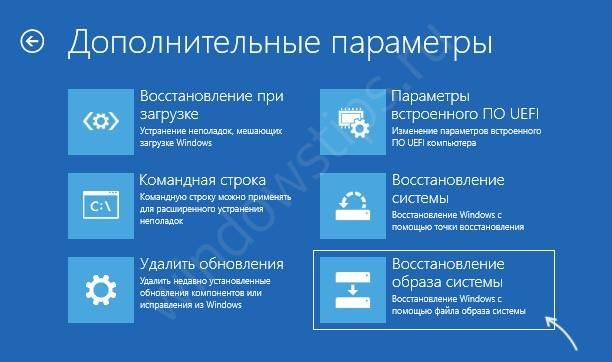 Дополнительные параметры
Восстановление при
загрузке
Устранение неполадок, мешающих
загрузке Windows
Параметры
встроенного ПО UEFI
Изменение параметров встроенного
ПО UEFI компьютера
Командная строка
Командную строку можно применять
для расширенного устранения
неполадок
C:\
Восстановление
системы
Восстановление Windows с
помощью точки восстановления
Удалить обновления
Удалить недавно установленные
обновления компонентов или
исправления из Windows
Восстановление
образа системы
Восстановление Windows с
помощью файла образа системы
windowstips.ru